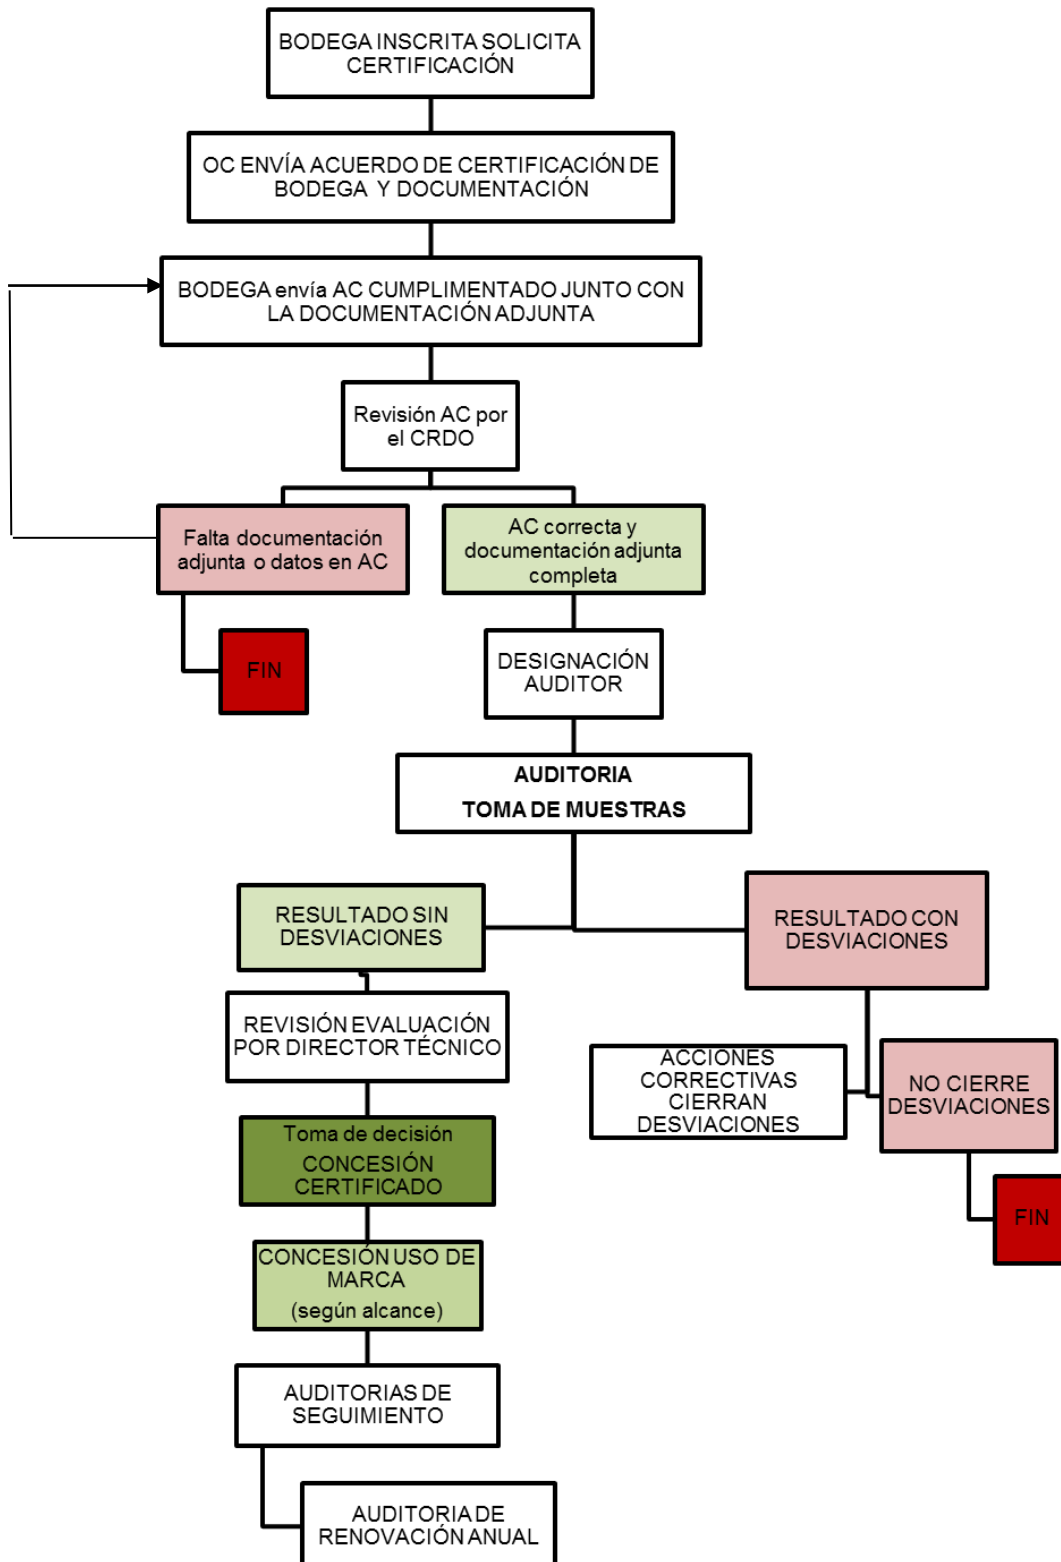 BODEGA INSCRITA SOLICITA
CERTIFICACIÓN
OC ENVÍA ACUERDO DE CERTIFICACIÓN DE
BODEGA Y DOCUMENTACIÓN
BODEGA envía AC CUMPLIMENTADO JUNTO CON
LA DOCUMENTACIÓN ADJUNTA
Revisión AC por
el CRDO
Falta documentación
adjunta o datos en AC
AC correcta y
documentación adjunta
completa
FIN
DESIGNACIÓN
AUDITOR
AUDITORIA
TOMA DE MUESTRAS
RESULTADO SIN
DESVIACIONES
RESULTADO CON
DESVIACIONES
REVISIÓN EVALUACIÓN
POR DIRECTOR TÉCNICO
ACCIONES
CORRECTIVAS
CIERRAN
DESVIACIONES
NO CIERRE
DESVIACIONES
Toma de decisión
CONCESIÓN
CERTIFICADO
FIN
CONCESIÓN USO DE
MARCA
(según alcance)
AUDITORIAS DE
SEGUIMIENTO
AUDITORIA DE
RENOVACIÓN ANUAL